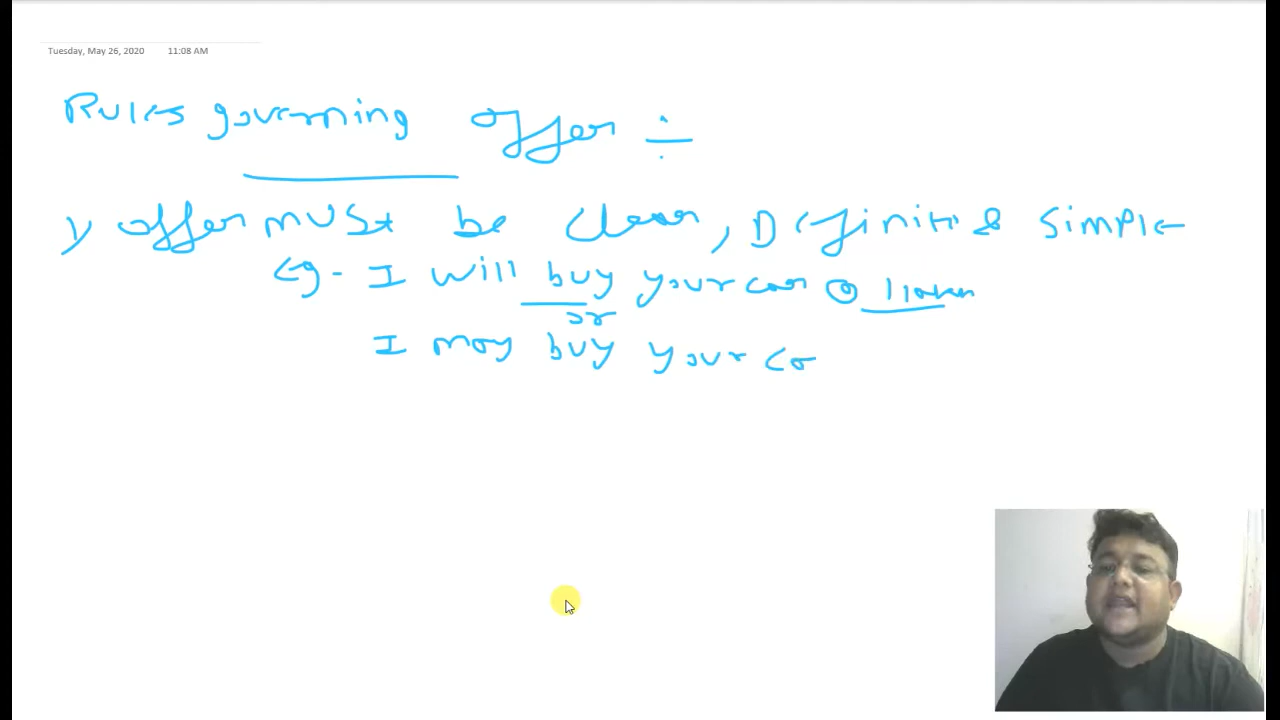 Tuesday, May 26, 2020 11:08 AM
Rules governing offer :
1) offer must be clear, Definite & Simple
Eg - I will buy your car @ 1 lakh
or
I may buy your ca